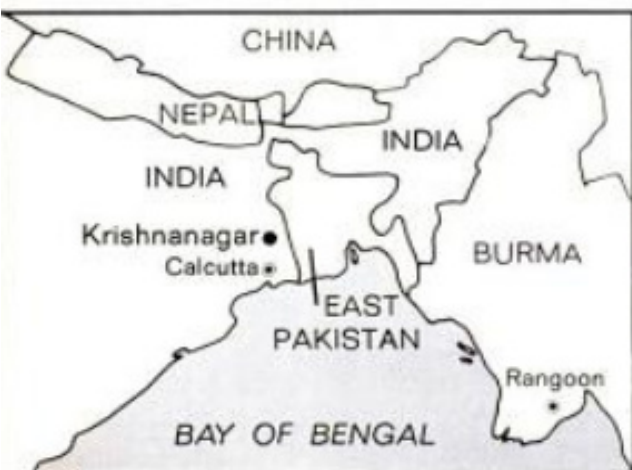 CHINA
NEPAL
INDIA
INDIA
Krishnanagar
Calcutta
BURMA
EAST
PAKISTAN
Rangoon
BAY OF BENGAL